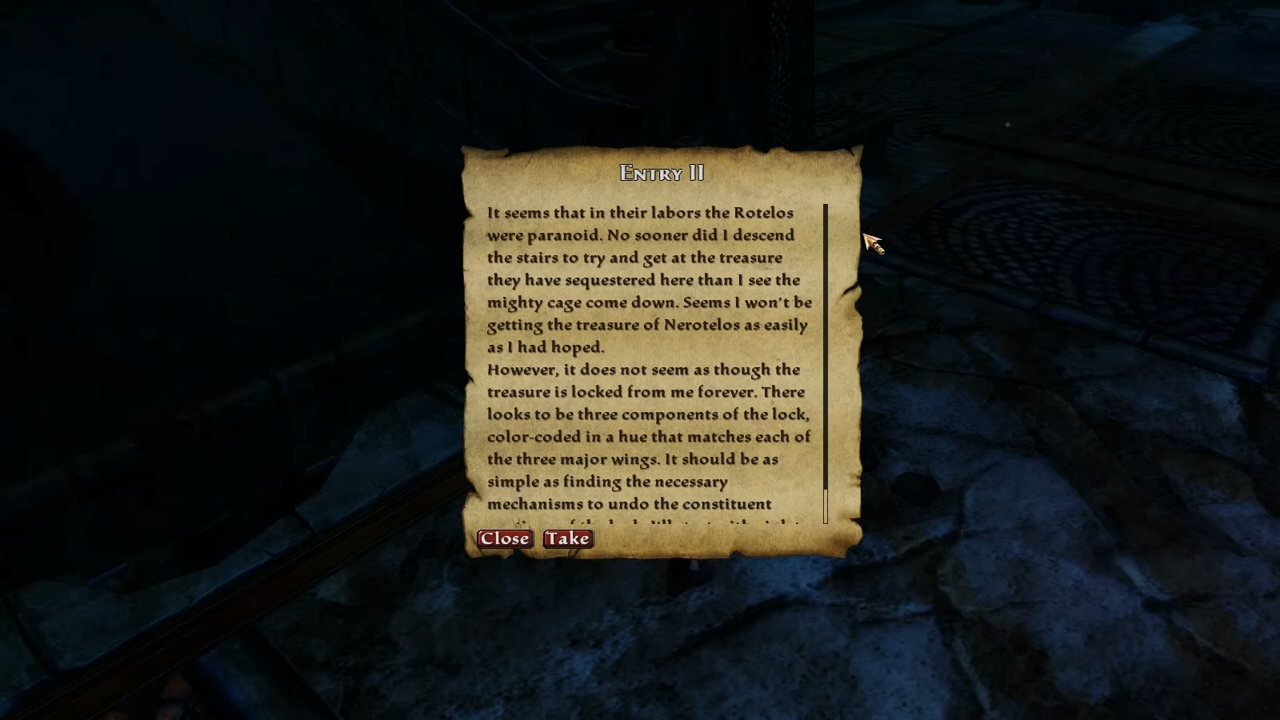 Entry II
It seems that in their labors the Rotelos
were paranoid. No sooner did I descend
the stairs to try and get at the treasure
they have sequestered here than I see the
mighty cage come down. Seems I won't be
getting the treasure of Nerotelos as easily
as I had hoped.
However, it does not seem as though the
treasure is locked from me forever. There
looks to be three components of the lock,
color-coded in a hue that matches each of
the three major wings. It should be as
simple as finding the necessary
mechanisms to undo the constituent
Close Take